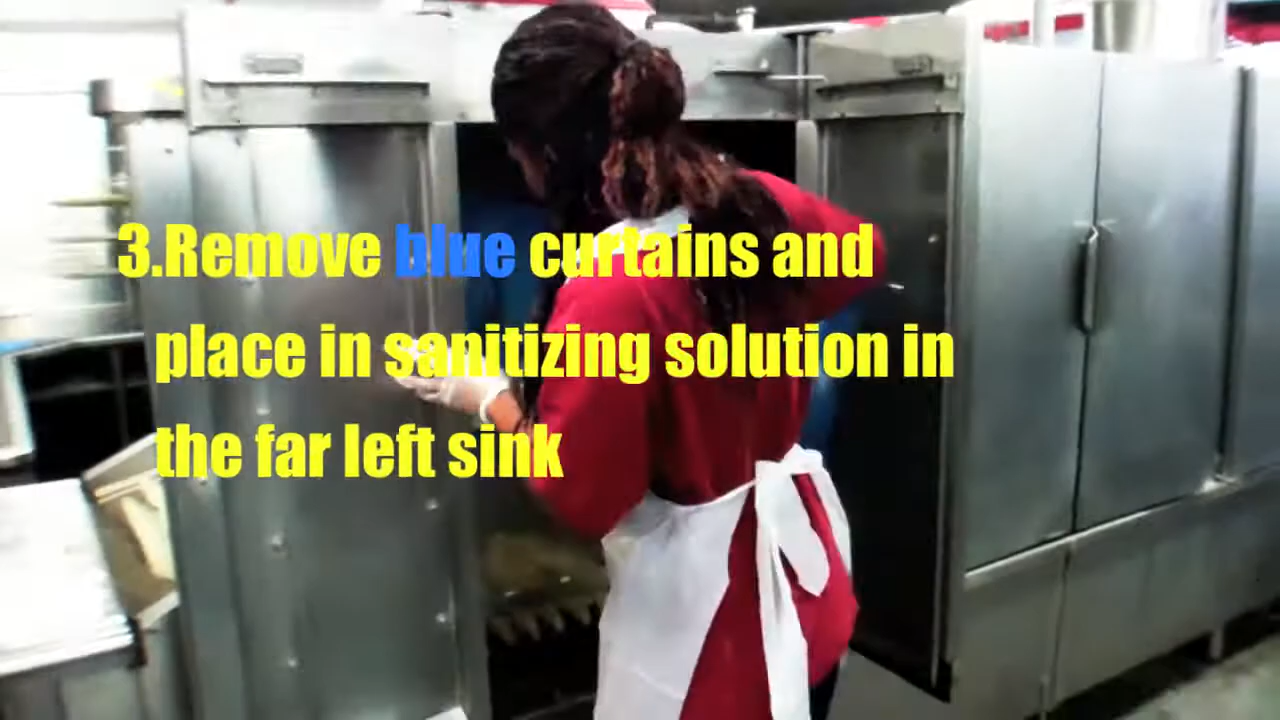 3.Remove blue curtains and
place in sanitizing solution in
the far left sink